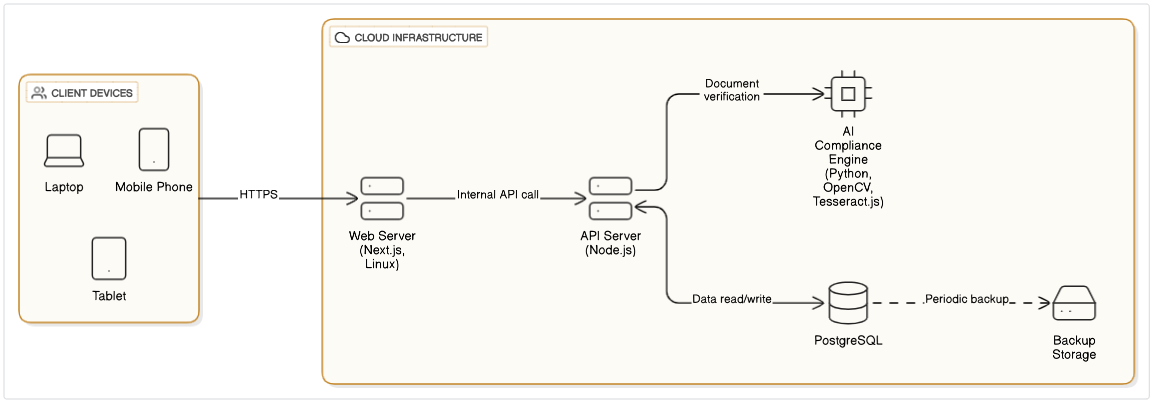 CLOUD INFRASTRUCTURE
CLIENT DEVICES
Laptop
Mobile Phone
Tablet
HTTPS
Web Server
(Next.js,
Linux)
Internal API call
API Server
(Node.js)
Document
verification
AI
Compliance
Engine
(Python,
OpenCV,
Tesseract.js)
Data read/write
PostgreSQL
Periodic backup
Backup
Storage